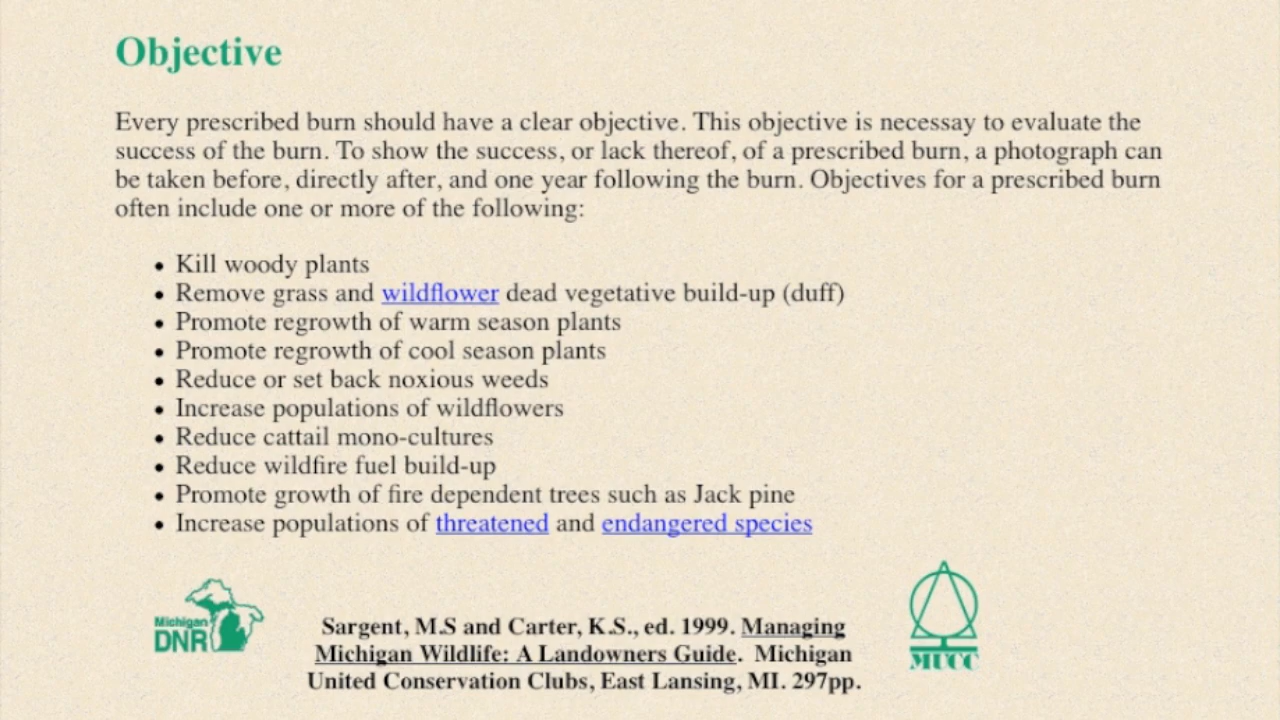 Objective
Every prescribed burn should have a clear objective. This objective is necessay to evaluate the
success of the burn. To show the success, or lack thereof, of a prescribed burn, a photograph can
be taken before, directly after, and one year following the burn. Objectives for a prescribed burn
often include one or more of the following:
• Kill woody plants
• Remove grass and wildflower dead vegetative build-up (duff)
• Promote regrowth of warm season plants
• Promote regrowth of cool season plants
• Reduce or set back noxious weeds
• Increase populations of wildflowers
• Reduce cattail mono-cultures
• Reduce wildfire fuel build-up
• Promote growth of fire dependent trees such as Jack pine
• Increase populations of threatened and endangered species
Michigan
DNR
Sargent, M.S and Carter, K.S., ed. 1999. Managing
Michigan Wildlife: A Landowners Guide. Michigan
United Conservation Clubs, East Lansing, MI. 297pp.
MUCC